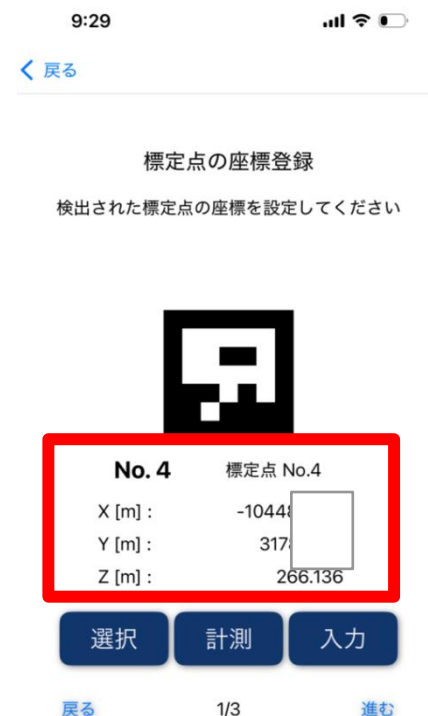 9:29
戻る
標定点の座標登録
検出された標定点の座標を設定してください
No. 4 標定点 No.4
X [m] : -1044
Y [m] : 317
Z [m] : 266.136
選択 計測 入力
戻る 1/3 進む